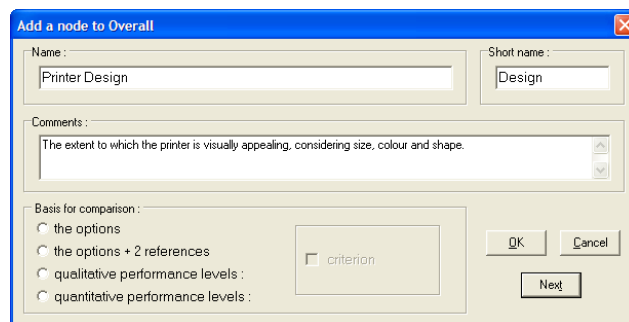 Add a node to Overall
Name :
Short name :
Printer Design
Design
Comments :
The extent to which the printer is visually appealing, considering size, colour and shape.
Basis for comparison :
the options
the options + 2 references
qualitative performance levels :
quantitative performance levels :
criterion
OK
Cancel
Next